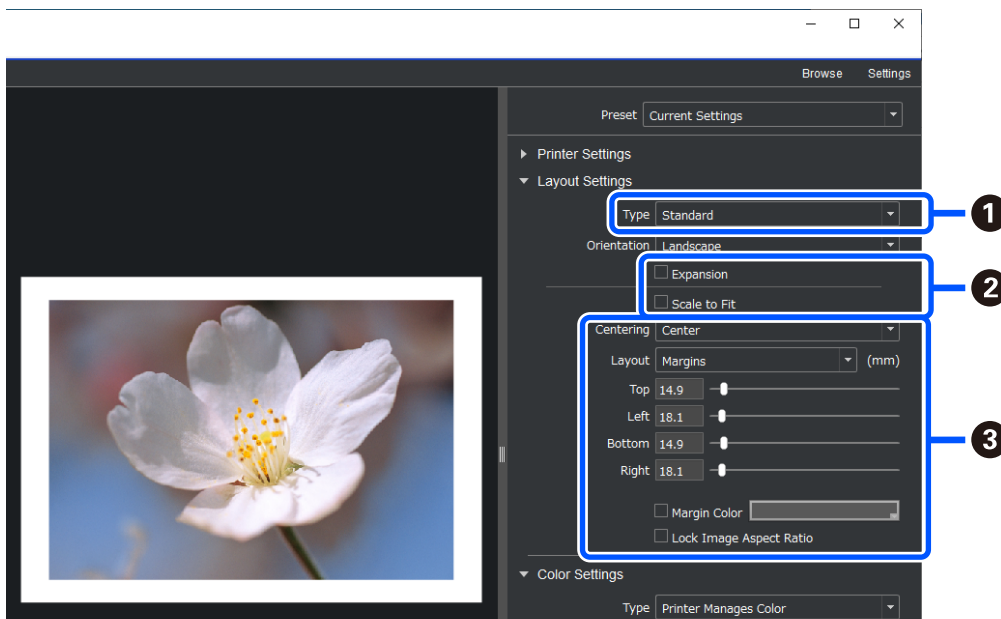 Browse Settings
Preset Current Settings
Printer Settings
Layout Settings
Type Standard
1
Orientation Landscape
Expansion
2
Scale to Fit
Centering Center
Layout Margins (mm)
Top 14.9
Left 18.1
Bottom 14.9
3
Right 18.1
Margin Color
Lock Image Aspect Ratio
Color Settings
Type Printer Manages Color